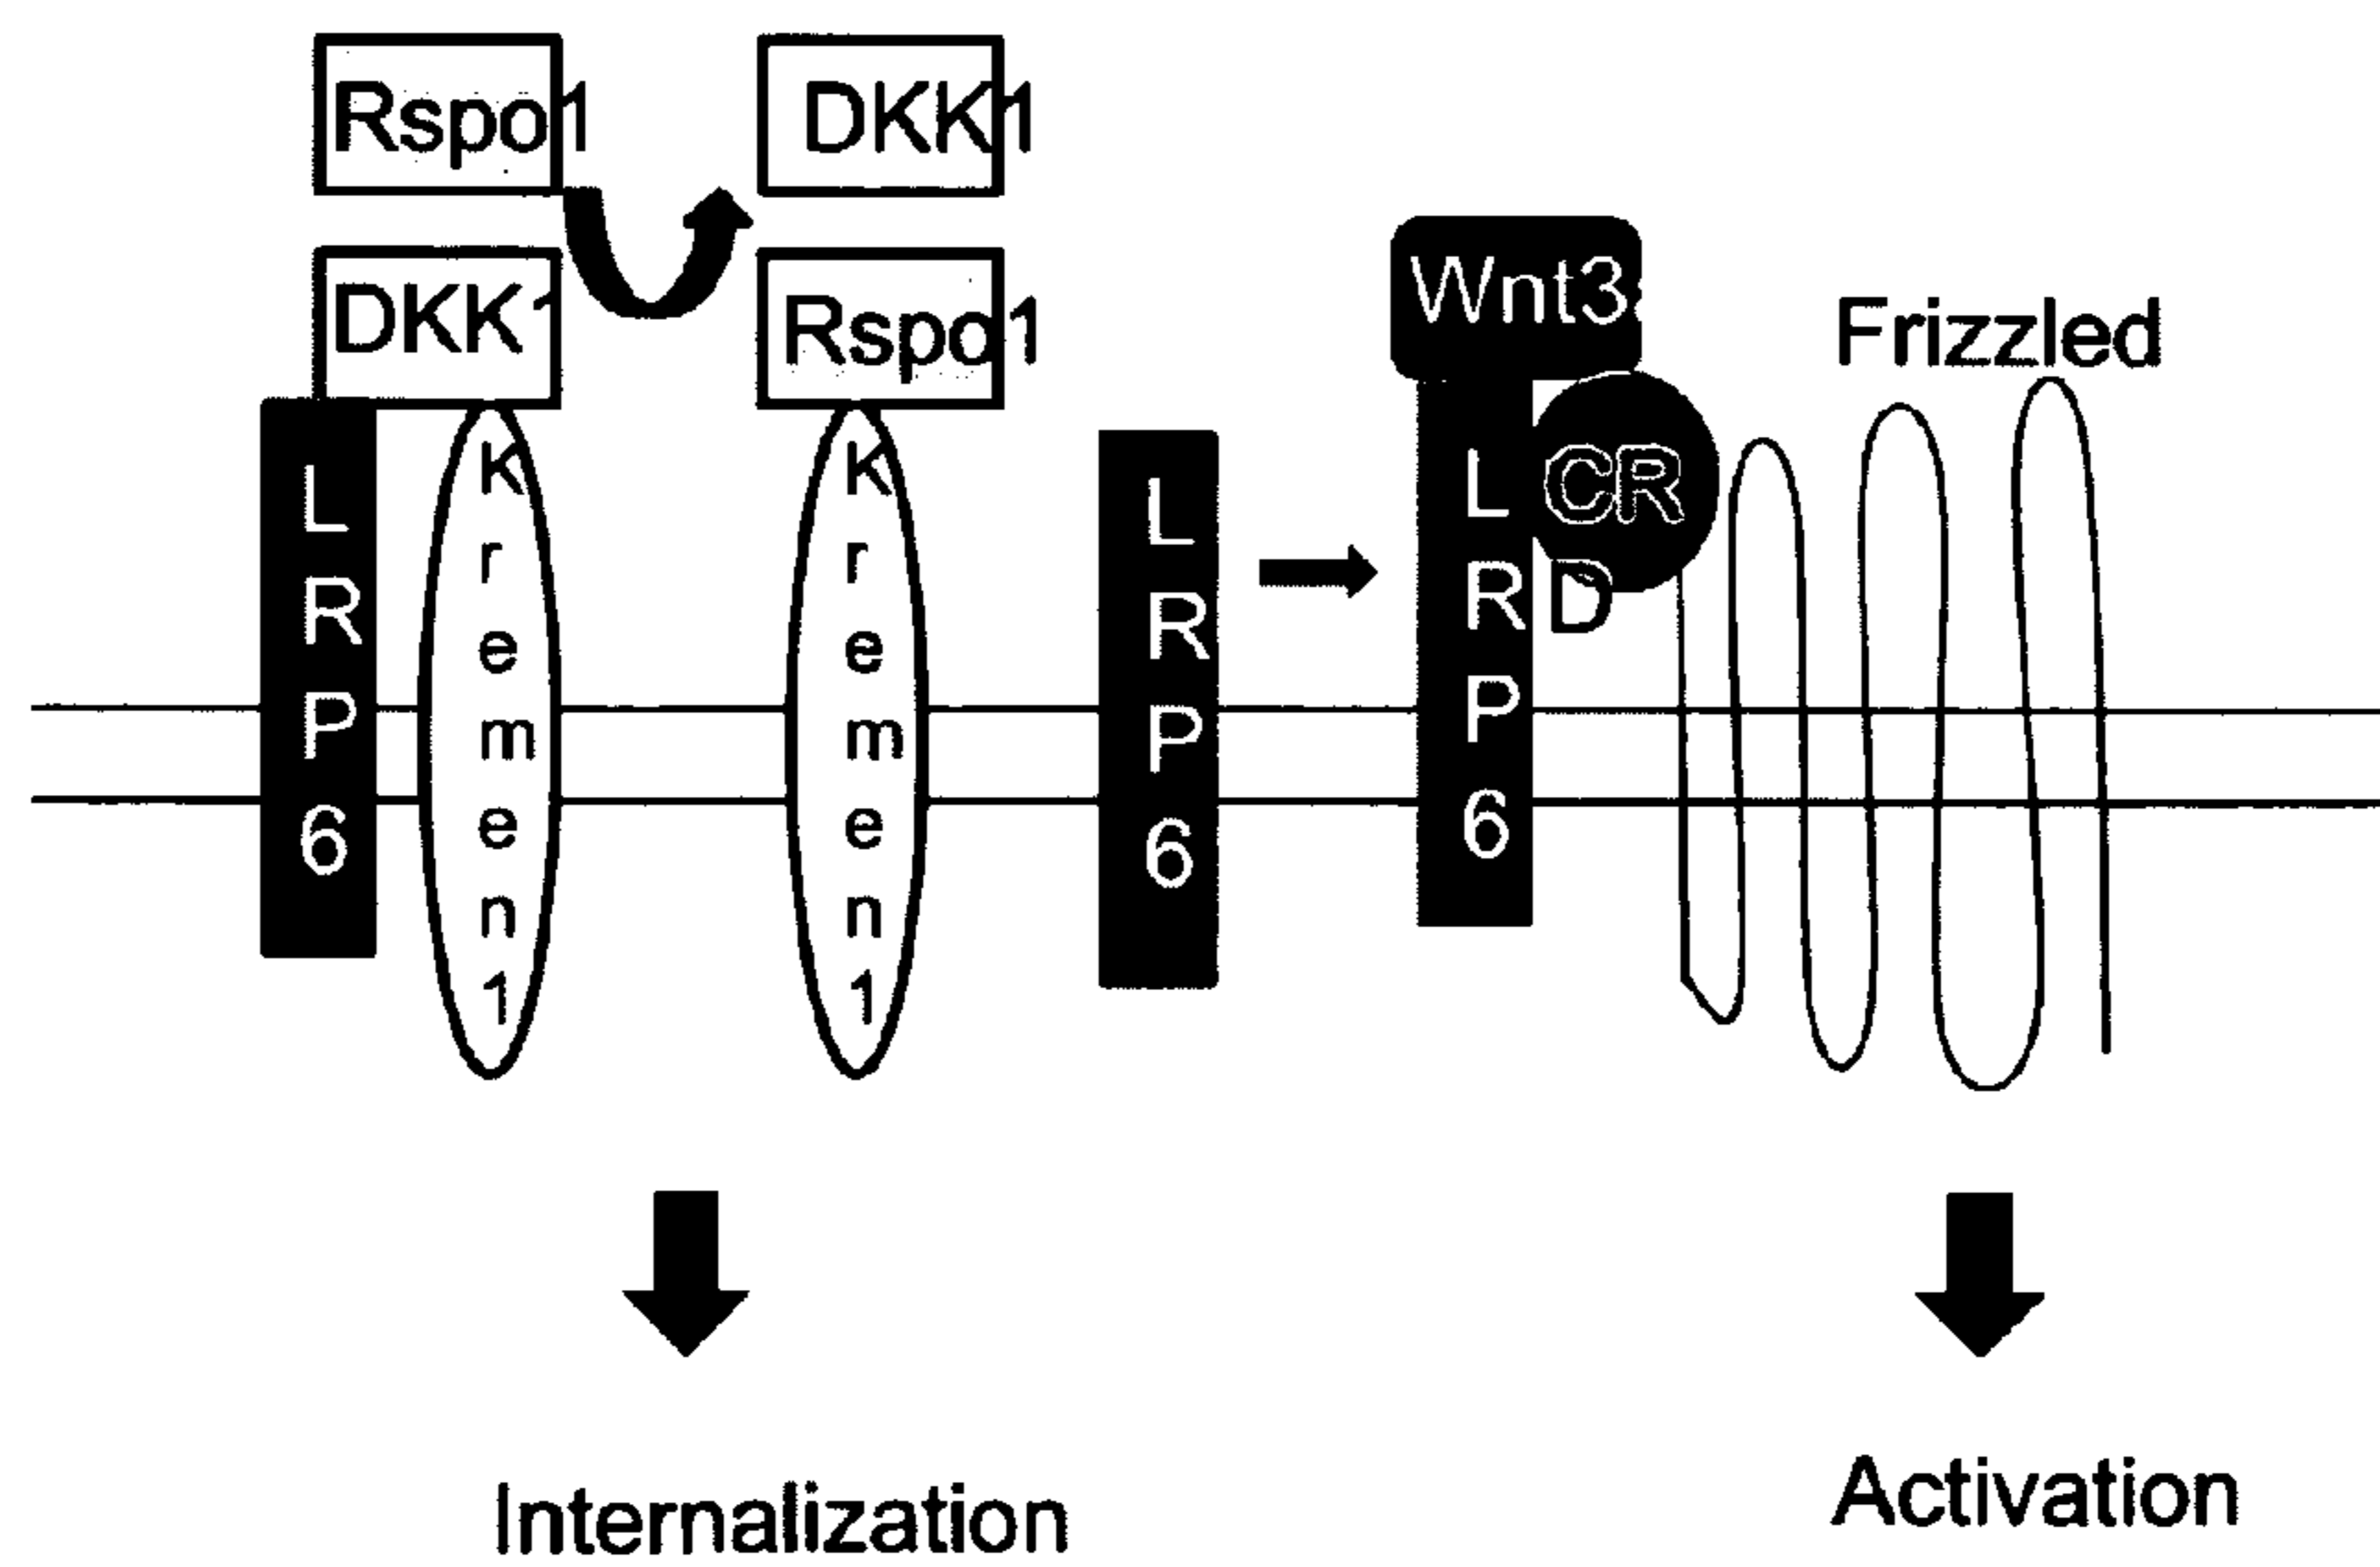 Rspo1
DKK1
DKK1
Rspo1
LRP6
Kremen1
Kremen1
LRP6
Wnt3
LRP6
CRD
Frizzled
Internalization
Activation